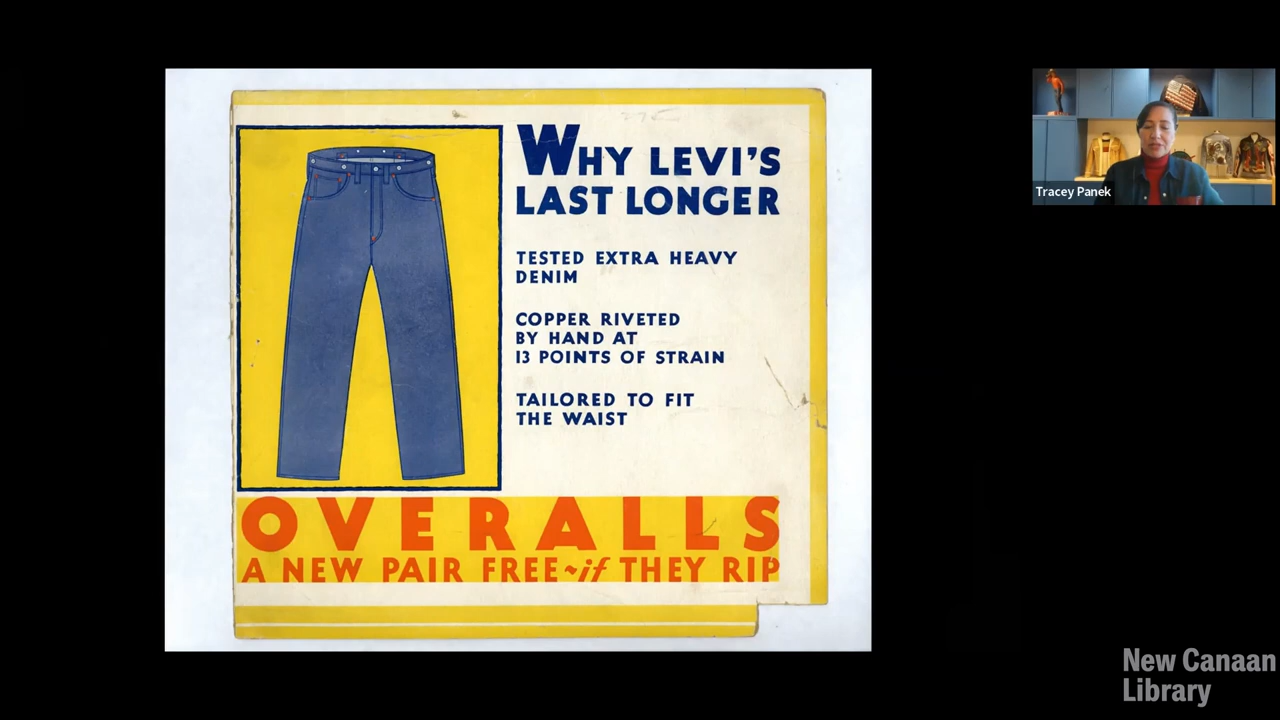 WHY LEVI'S
LAST LONGER
TESTED EXTRA HEAVY
DENIM
COPPER RIVETED
BY HAND AT
13 POINTS OF STRAIN
TAILORED TO FIT
THE WAIST
OVERALLS
A NEW PAIR FREE~if THEY RIP
Tracey Panek
New Canaan
Library